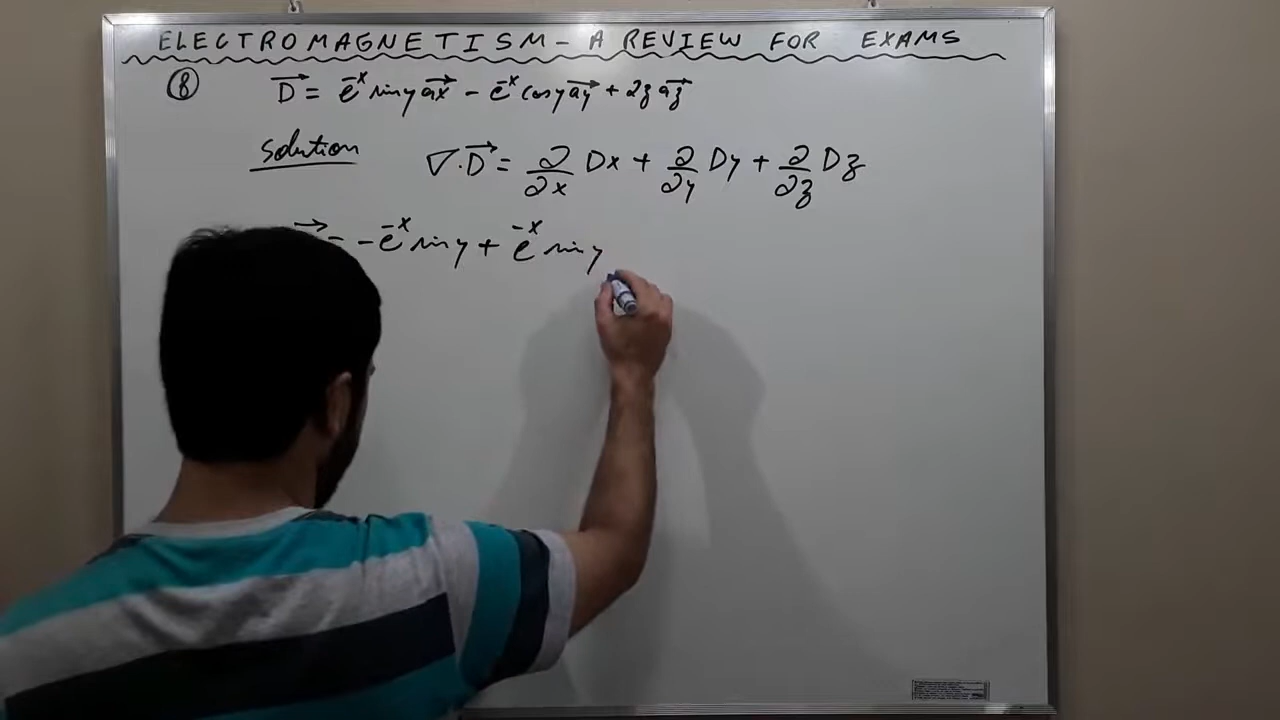 ELECTROMAGNETISM - A REVIEW FOR EXAMS
⑧ D⃗ = e⁻ˣ sin y a⃗x - e⁻ˣ cos y a⃗y + 2z a⃗z
Solution ∇·D⃗ = ∂/∂x Dx + ∂/∂y Dy + ∂/∂z Dz
= -e⁻ˣ sin y + e⁻ˣ sin y